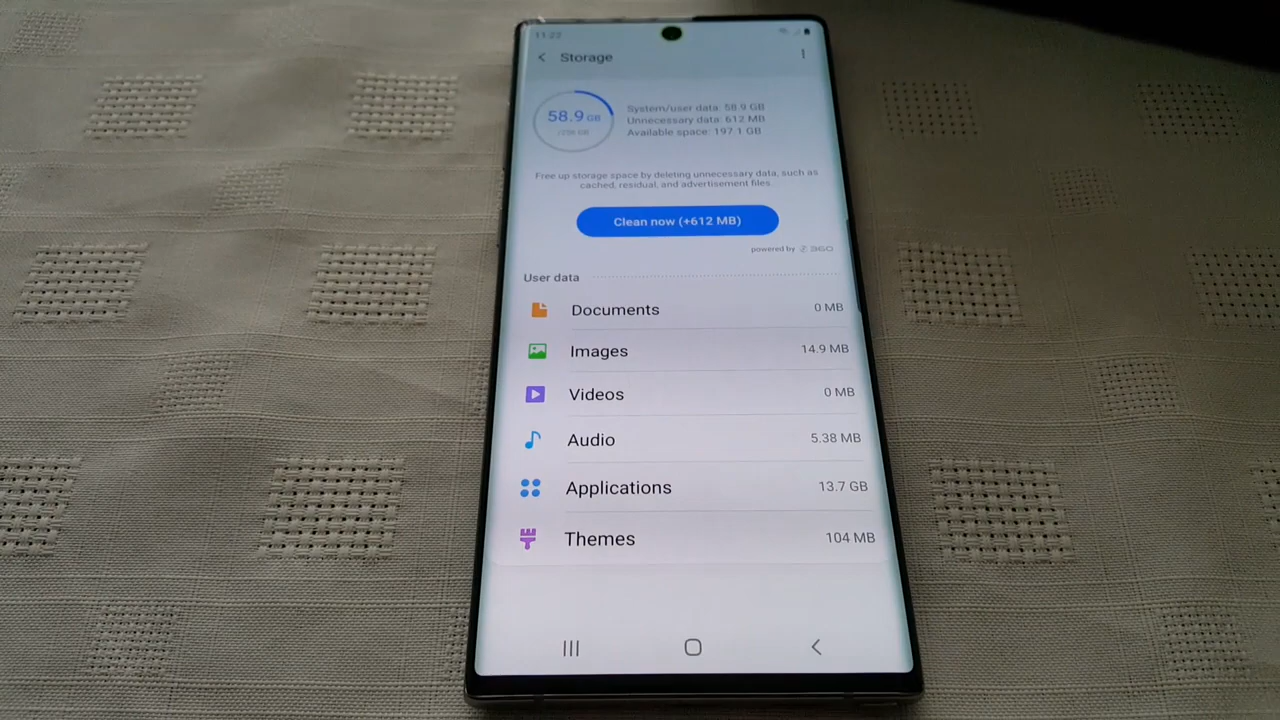 11:22
Storage
58.9 GB
/256 GB
System/user data: 58.9 GB
Unnecessary data: 612 MB
Available space: 197.1 GB
Free up storage space by deleting unnecessary data, such as
cached, residual, and advertisement files.
Clean now (+612 MB)
powered by 360
User data
Documents 0 MB
Images 14.9 MB
Videos 0 MB
Audio 5.38 MB
Applications 13.7 GB
Themes 104 MB